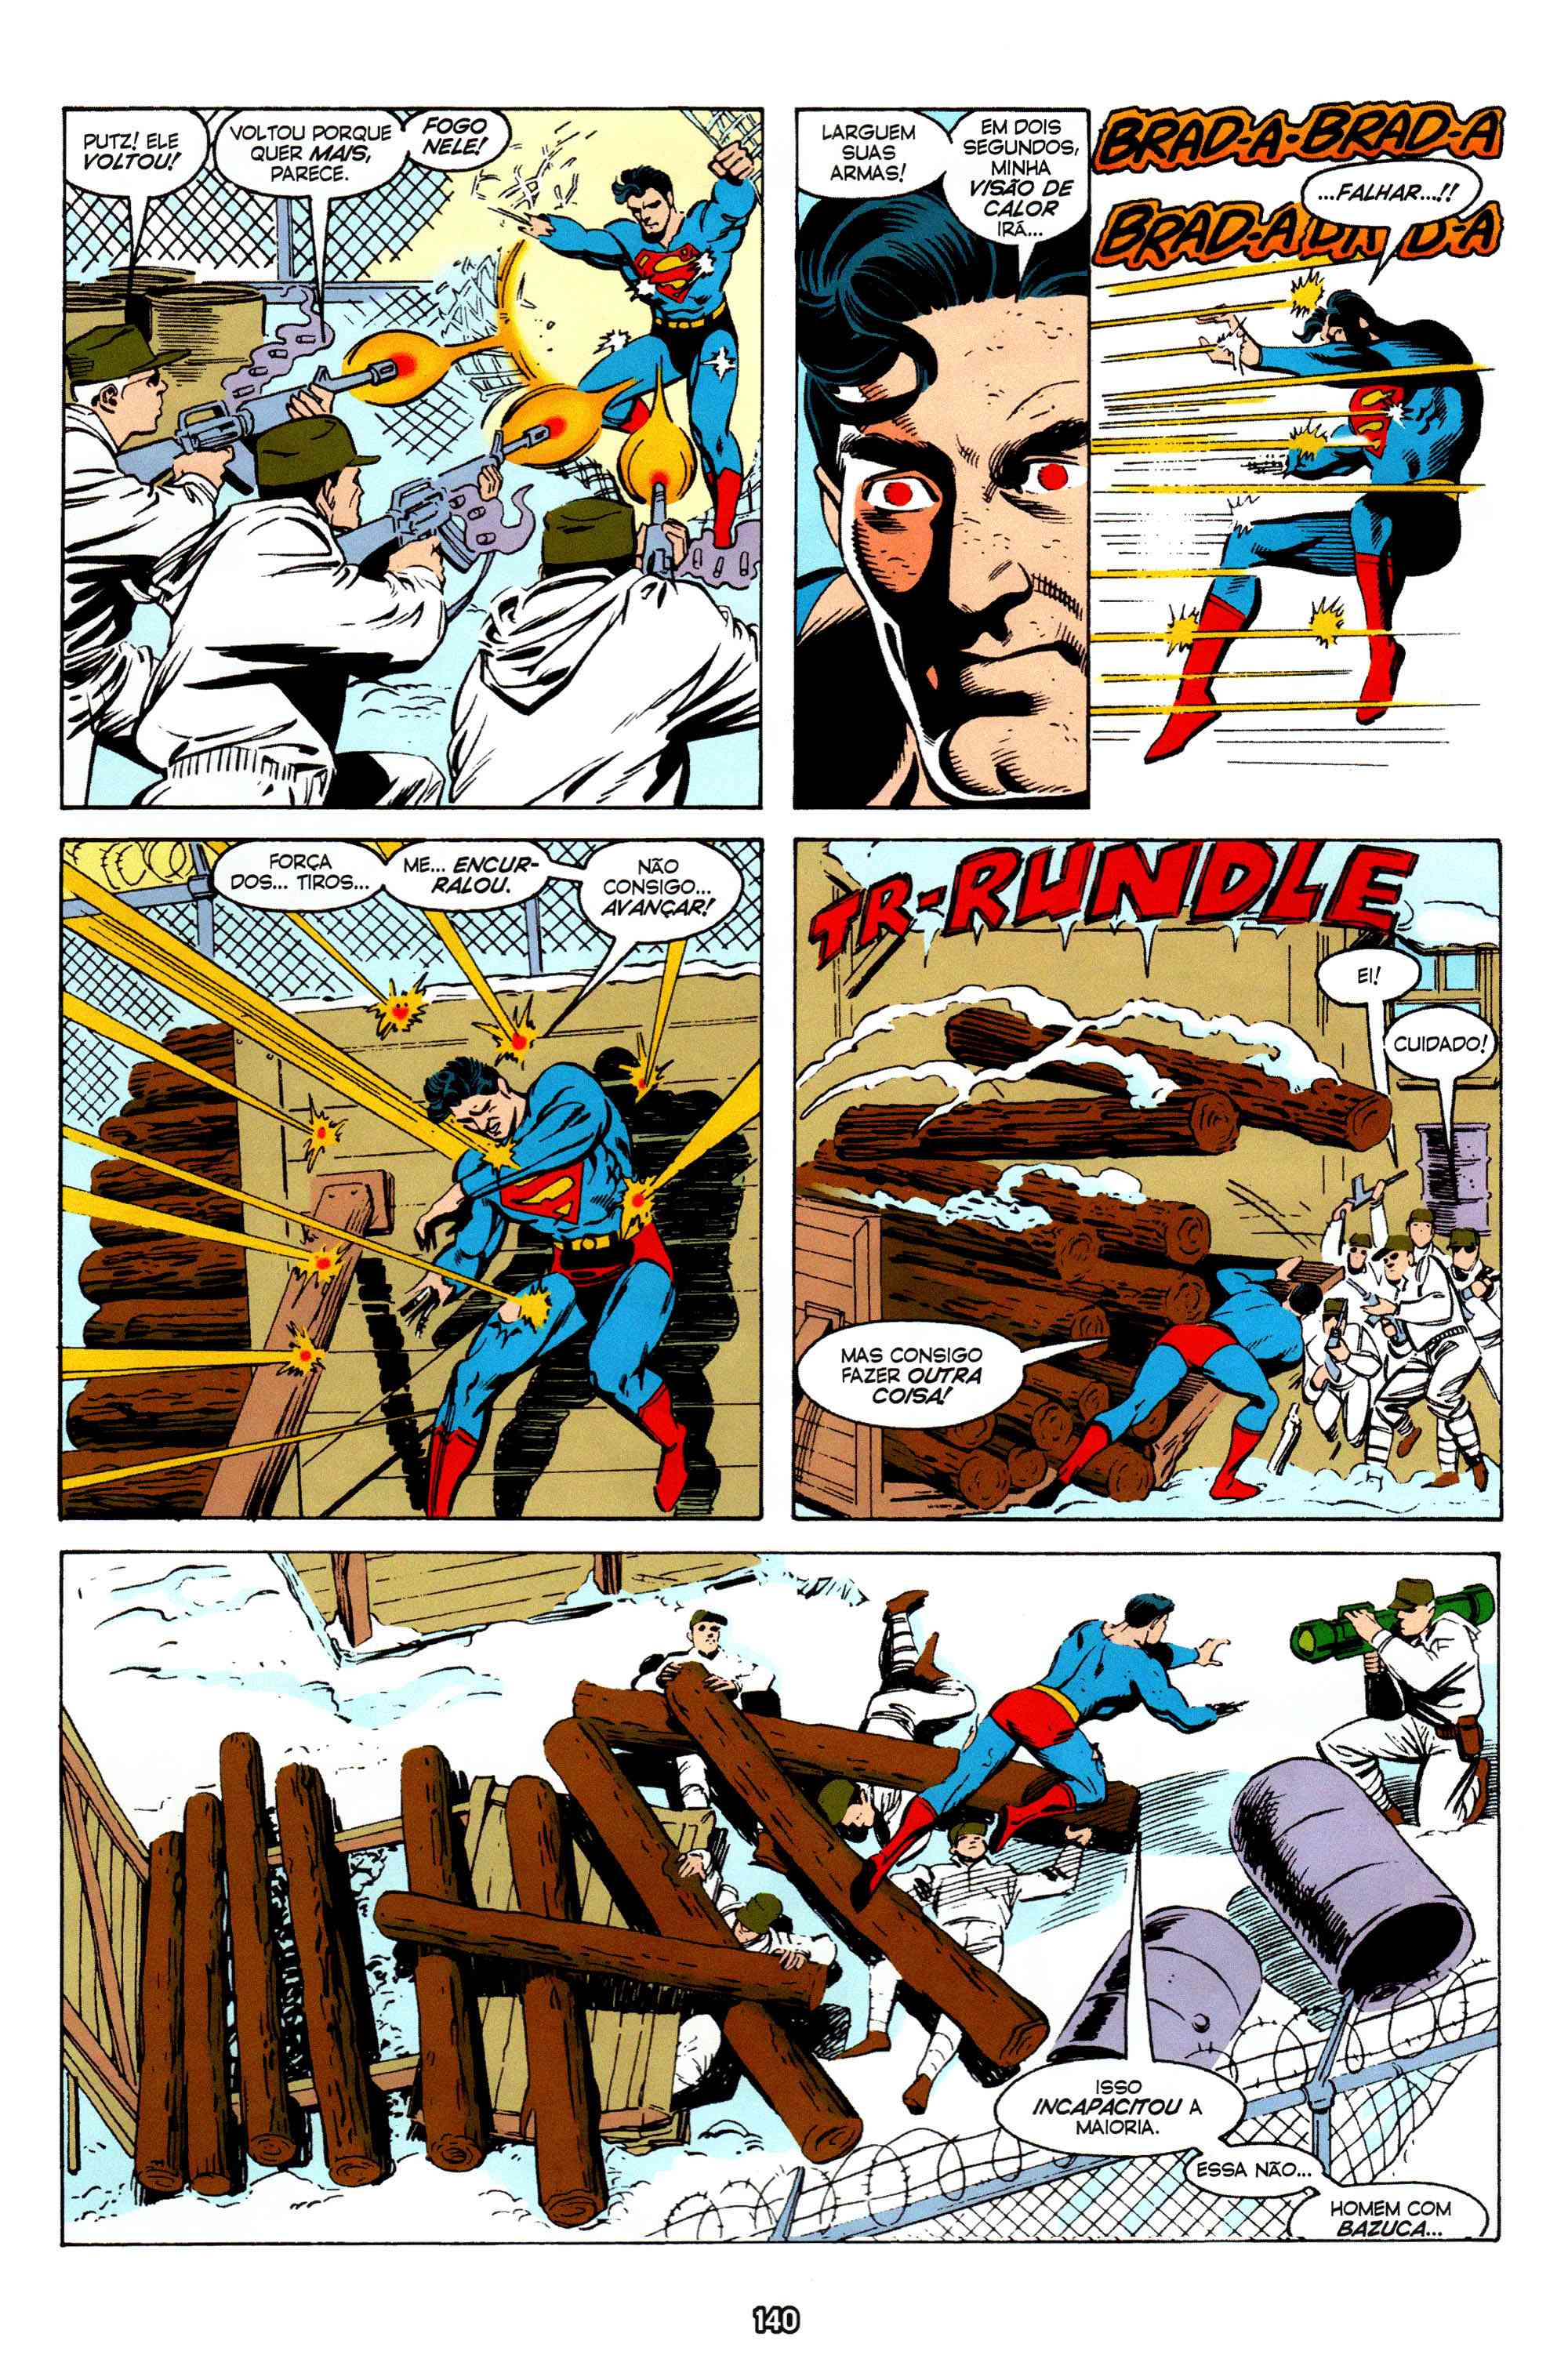 PUTZ! ELE
VOLTOU!
VOLTOU PORQUE
QUER MAIS,
PARECE.
FOGO
NELE!
LARGUEM
SUAS
ARMAS!
EM DOIS
SEGUNDOS,
MINHA
VISÃO DE
CALOR
IRÁ...
BRAD-A-BRAD-A
...FALHAR...!!
BRAD-A
D-A
FORÇA
DOS... TIROS...
ME... ENCUR-
RALOU.
NÃO
CONSIGO...
AVANÇAR!
TR-RUNDLE
EI!
CUIDADO!
MAS CONSIGO
FAZER OUTRA
COISA!
ISSO
INCAPACITOU A
MAIORIA.
ESSA NÃO...
HOMEM COM
BAZUCA...
140